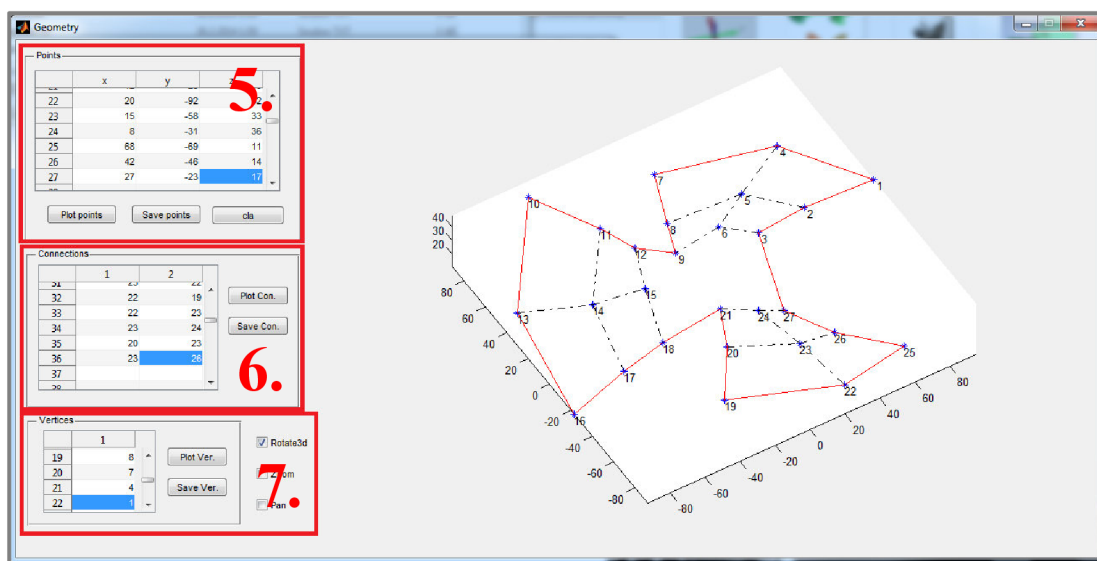 Geometry
Points
x y
22 20 -92
23 15 -58 33
24 8 -31 36
25 68 -69 11
26 42 -46 14
27 27 -23 17
5.
Plot points Save points cla
Connections
1 2
32 22 19
33 22 23
34 23 24
35 20 23
36 23 26
37
Plot Con.
Save Con.
6.
Vertices
1
19 8
20 7
21 4
22 1
Plot Ver.
Save Ver.
Rotate3d
Zoom
Pan
7.
4
1
7
5
2
10
8
6
3
11
12
9
15
14
13
21 24 27
26
18
20
23
25
17
22
19
16
40
30
20
80
60
40
20
0
-20
-40
-60
-80
-80
-60
-40
-20
0
20
40
60
80